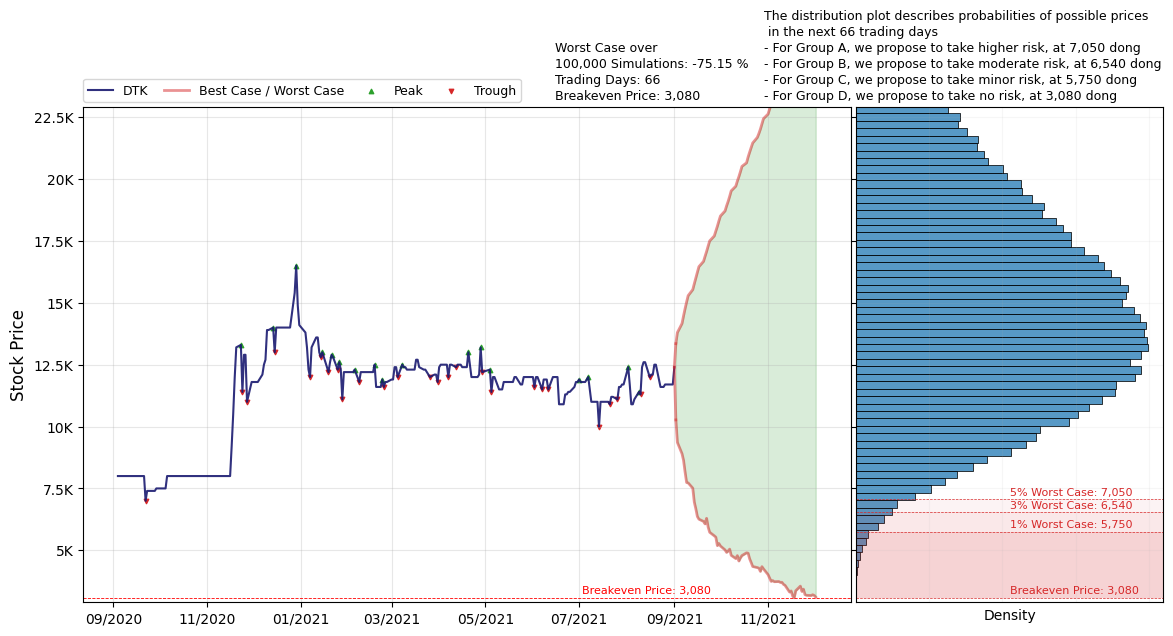 The distribution plot describes probabilities of possible prices
in the next 66 trading days
- For Group A, we propose to take higher risk, at 7,050 dong
- For Group B, we propose to take moderate risk, at 6,540 dong
- For Group C, we propose to take minor risk, at 5,750 dong
- For Group D, we propose to take no risk, at 3,080 dong
Worst Case over
100,000 Simulations: -75.15 %
Trading Days: 66
Breakeven Price: 3,080
DTK
Best Case / Worst Case
Peak
Trough
Stock Price
22.5K
20K
17.5K
15K
12.5K
10K
7.5K
5K
Breakeven Price: 3,080
09/2020
11/2020
01/2021
03/2021
05/2021
07/2021
09/2021
11/2021
5% Worst Case: 7,050
3% Worst Case: 6,540
1% Worst Case: 5,750
Breakeven Price: 3,080
Density